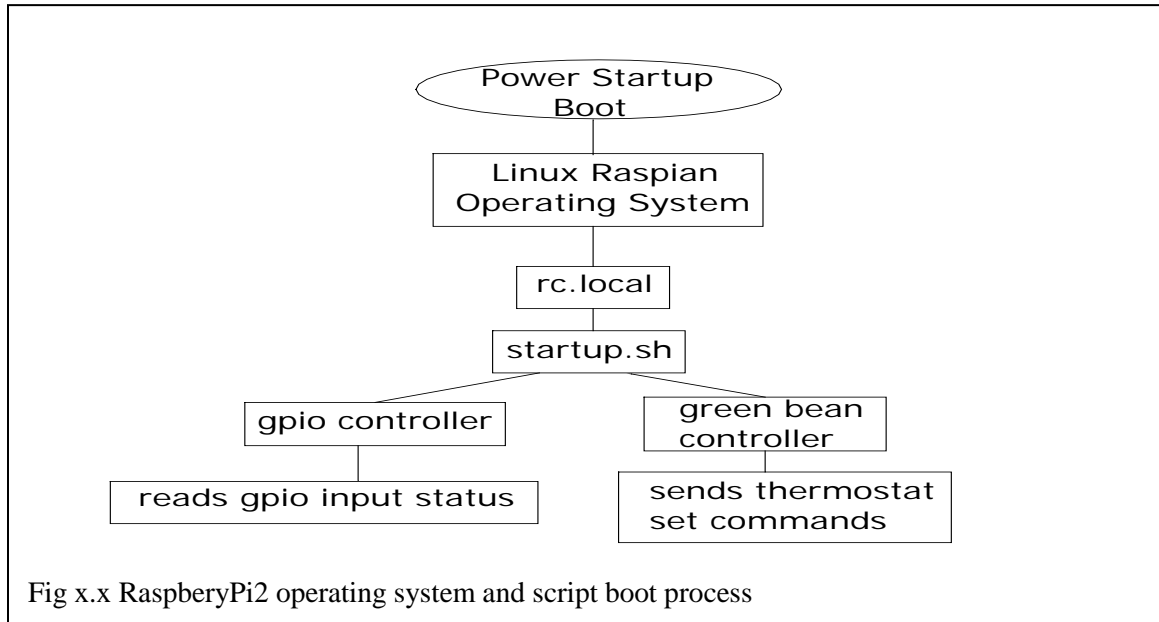 Power Startup
Boot
Linux Raspian
Operating System
rc.local
startup.sh
gpio controller
green bean
controller
reads gpio input status
sends thermostat
set commands
Fig x.x RaspberyPi2 operating system and script boot process